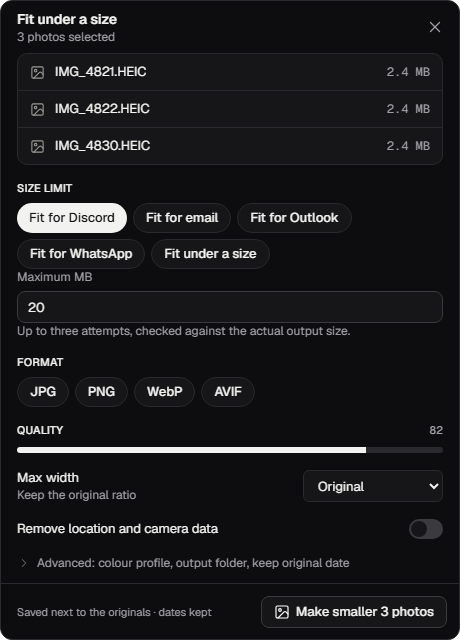 Fit under a size
3 photos selected
IMG_4821.HEIC 2.4 MB
IMG_4822.HEIC 2.4 MB
IMG_4830.HEIC 2.4 MB
SIZE LIMIT
Fit for Discord Fit for email Fit for Outlook
Fit for WhatsApp Fit under a size
Maximum MB
20
Up to three attempts, checked against the actual output size.
FORMAT
JPG PNG WebP AVIF
QUALITY 82
Max width
Keep the original ratio
Original
Remove location and camera data
Advanced: colour profile, output folder, keep original date
Saved next to the originals · dates kept
Make smaller 3 photos